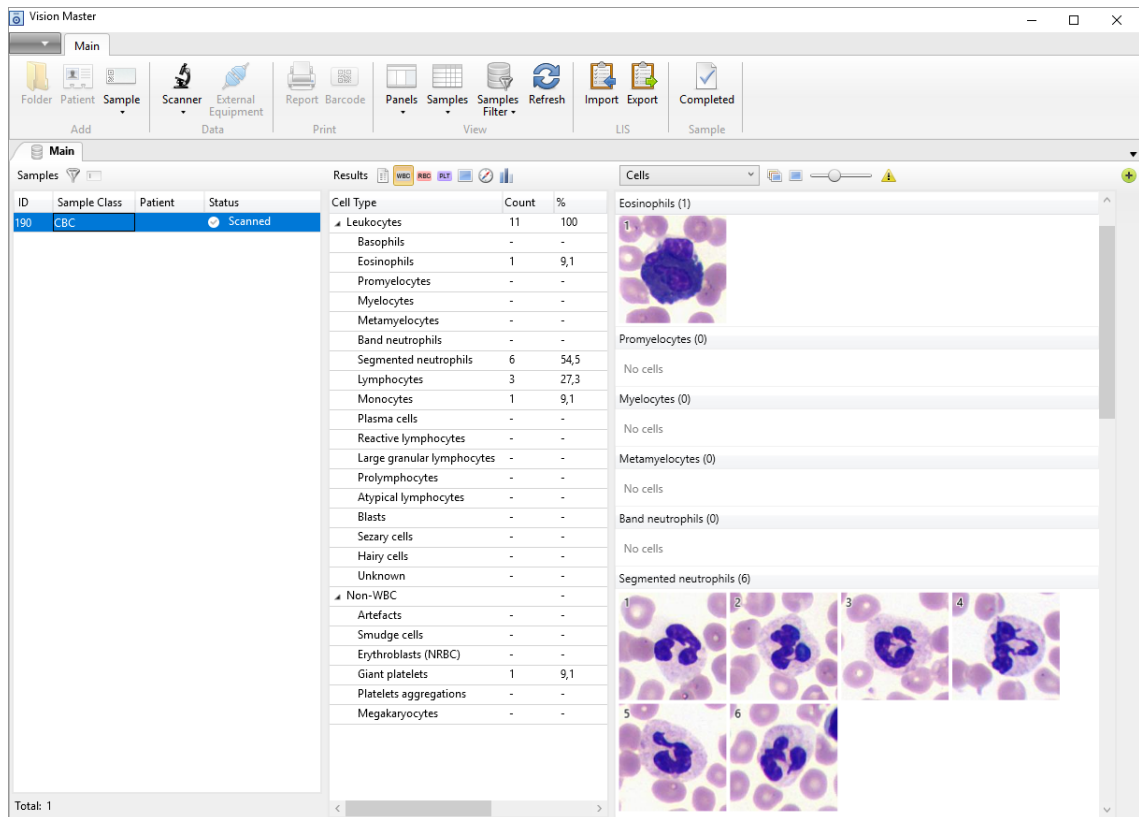 Vision Master
Main
Folder Patient Sample Scanner External Equipment Report Barcode Panels Samples Samples Filter Refresh Import Export Completed
Add Data Print View LIS Sample
Main
Samples Results WBC RBC PLT Cells
ID Sample Class Patient Status
190 CBC Scanned
Total: 1
Cell Type Count %
Leukocytes 11 100
Basophils - -
Eosinophils 1 9,1
Promyelocytes - -
Myelocytes - -
Metamyelocytes - -
Band neutrophils - -
Segmented neutrophils 6 54,5
Lymphocytes 3 27,3
Monocytes 1 9,1
Plasma cells - -
Reactive lymphocytes - -
Large granular lymphocytes - -
Prolymphocytes - -
Atypical lymphocytes - -
Blasts - -
Sezary cells - -
Hairy cells - -
Unknown - -
Non-WBC -
Artefacts - -
Smudge cells - -
Erythroblasts (NRBC) - -
Giant platelets 1 9,1
Platelets aggregations - -
Megakaryocytes - -
Eosinophils (1)
1
Promyelocytes (0)
No cells
Myelocytes (0)
No cells
Metamyelocytes (0)
No cells
Band neutrophils (0)
No cells
Segmented neutrophils (6)
1 2 3 4
5 6